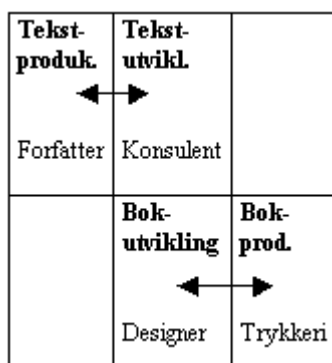 Tekst-
produk.
Forfatter
Tekst-
utvikl.
Konsulent
Bok-
utvikling
Designer
Bok-
prod.
Trykkeri